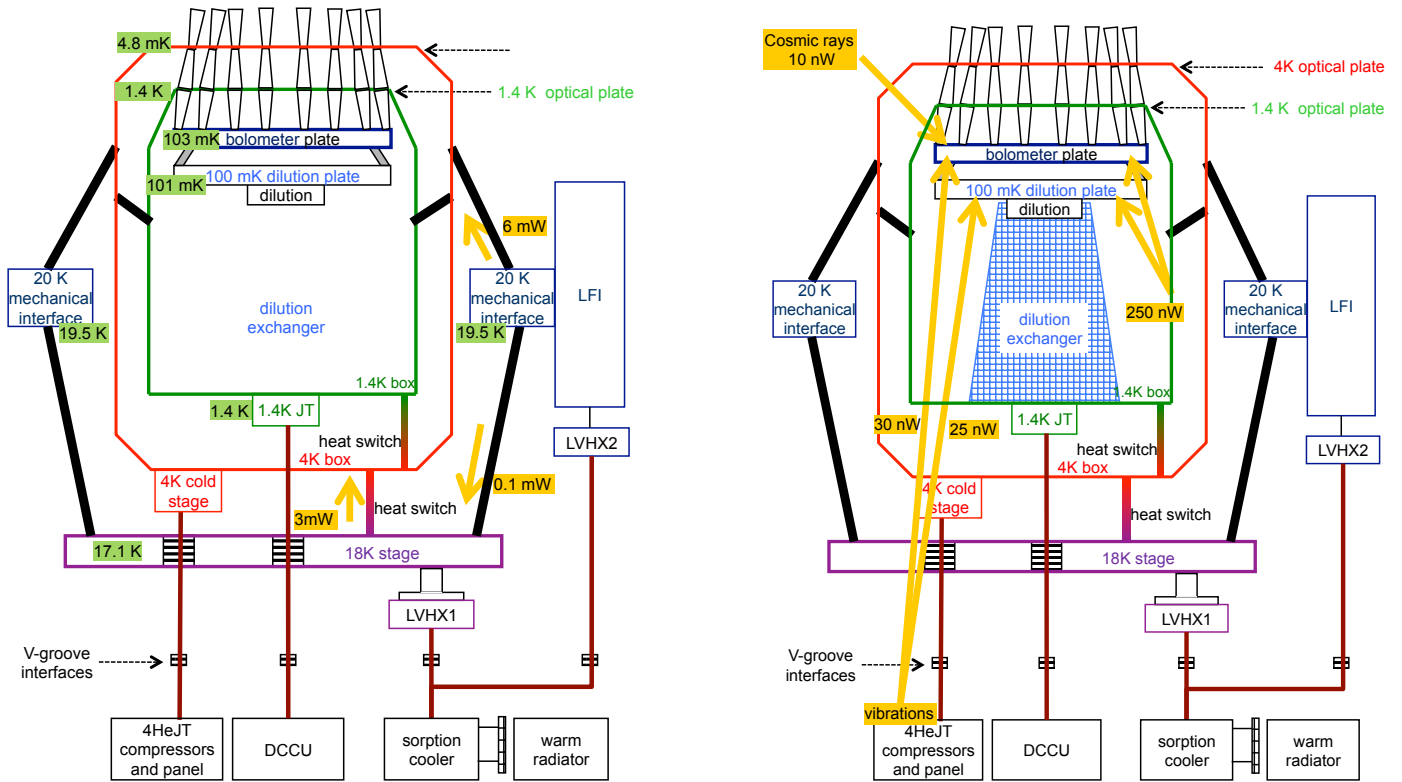 4.8 mK
1.4 K
1.4 K optical plate
103 mK
bolometer plate
101 mK
100 mK dilution plate
dilution
6 mW
20 K
mechanical
interface
19.5 K
dilution
exchanger
20 K
mechanical
interface
19.5 K
LFI
1.4K box
1.4 K
1.4K JT
heat switch
4K box
LVHX2
4K cold
stage
3mW
heat switch
0.1 mW
17.1 K
18K stage
LVHX1
V-groove
interfaces
4HeJT
compressors
and panel
DCCU
sorption
cooler
warm
radiator
Cosmic rays
10 nW
4K optical plate
1.4 K optical plate
bolometer plate
100 mK dilution plate
dilution
20 K
mechanical
interface
dilution
exchanger
250 nW
20 K
mechanical
interface
LFI
1.4K box
30 nW
25 nW
1.4K JT
heat switch
4K box
LVHX2
4K cold
stage
heat switch
18K stage
LVHX1
V-groove
interfaces
vibrations
4HeJT
compressors
and panel
DCCU
sorption
cooler
warm
radiator